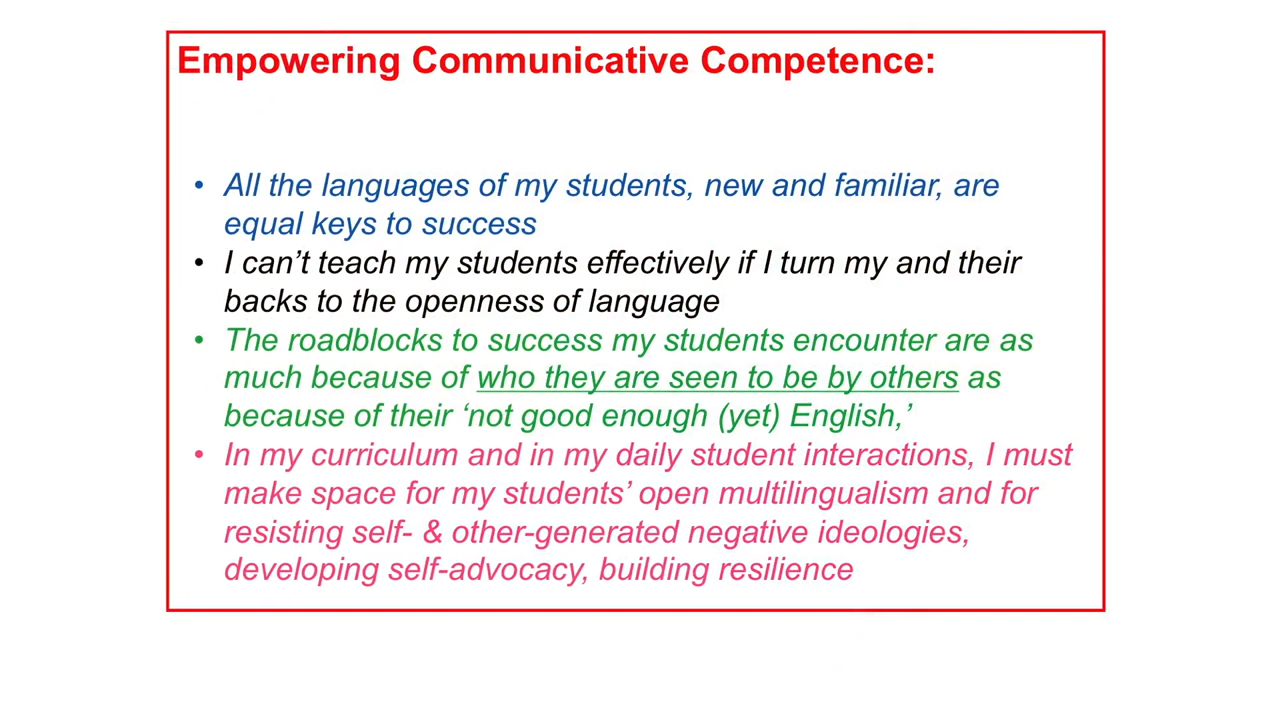 Empowering Communicative Competence:
• All the languages of my students, new and familiar, are
equal keys to success
• I can’t teach my students effectively if I turn my and their
backs to the openness of language
• The roadblocks to success my students encounter are as
much because of who they are seen to be by others as
because of their ‘not good enough (yet) English,’
• In my curriculum and in my daily student interactions, I must
make space for my students’ open multilingualism and for
resisting self- & other-generated negative ideologies,
developing self-advocacy, building resilience